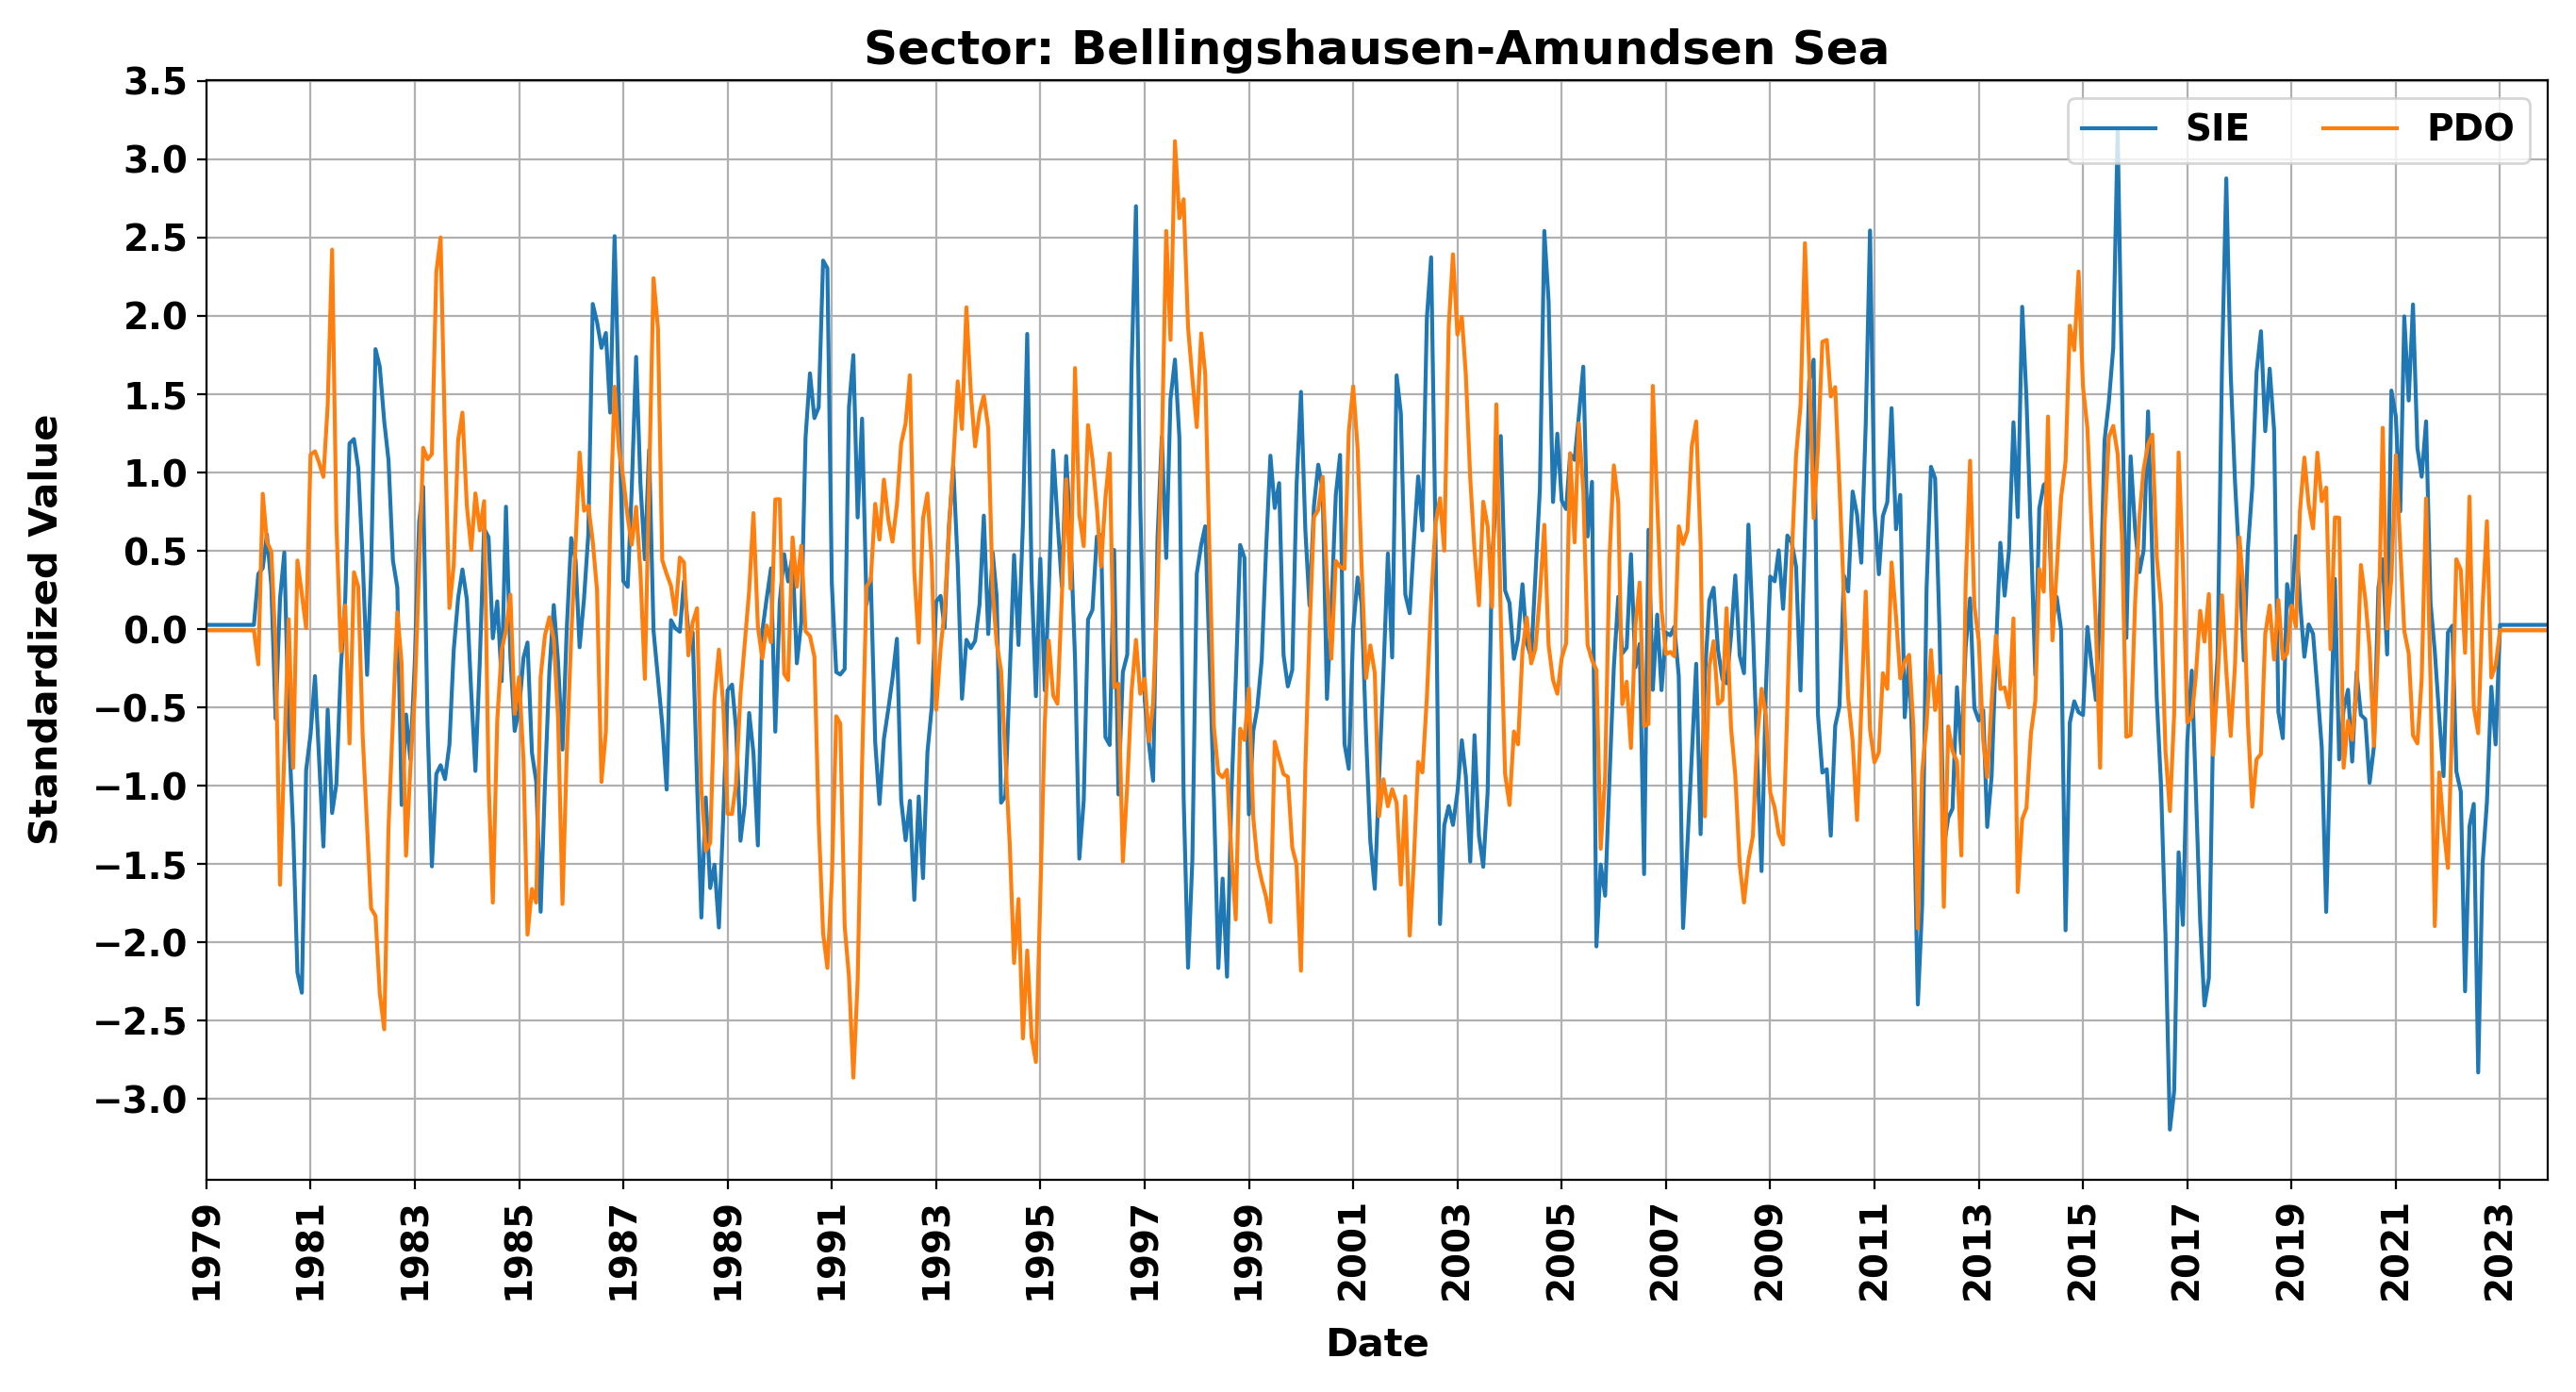 Sector: Bellingshausen-Amundsen Sea
SIE PDO
3.5
3.0
2.5
2.0
1.5
1.0
0.5
0.0
−0.5
−1.0
−1.5
−2.0
−2.5
−3.0
Standardized Value
1979 1981 1983 1985 1987 1989 1991 1993 1995 1997 1999 2001 2003 2005 2007 2009 2011 2013 2015 2017 2019 2021 2023
Date